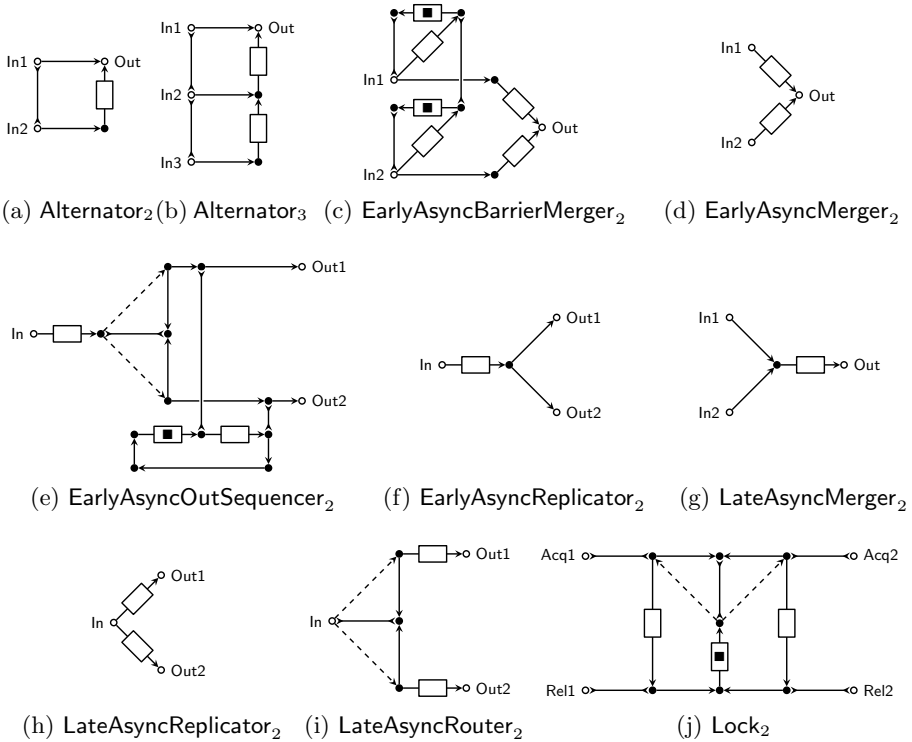 In1
Out
In2
In1
Out
In2
In3
In1
In2
Out
In1
Out
In2
(a) Alternator2 (b) Alternator3 (c) EarlyAsyncBarrierMerger2 (d) EarlyAsyncMerger2
In
Out1
Out2
In
Out1
Out2
In1
Out
In2
(e) EarlyAsyncOutSequencer2 (f) EarlyAsyncReplicator2 (g) LateAsyncMerger2
Out1
In
Out2
Out1
In
Out2
Acq1
Acq2
Rel1
Rel2
(h) LateAsyncReplicator2 (i) LateAsyncRouter2 (j) Lock2